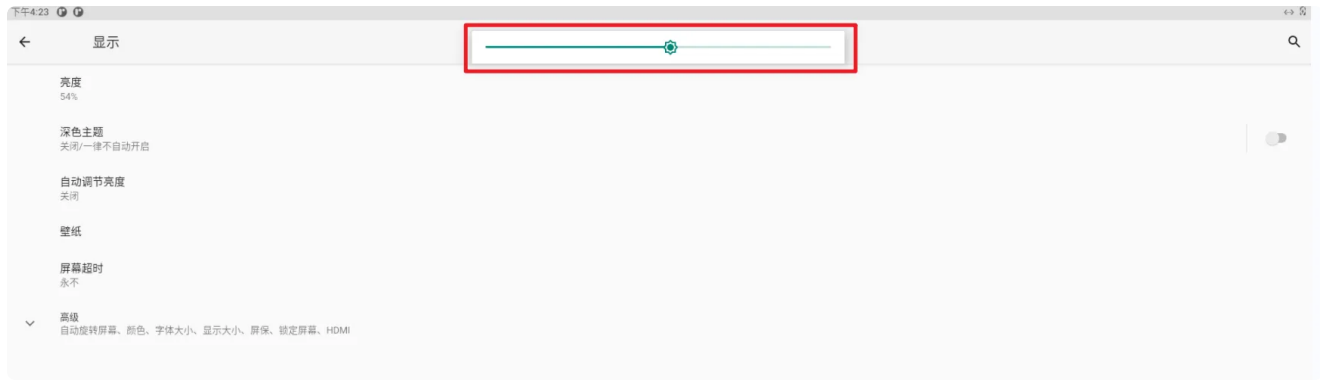 下午4:23
显示
亮度
54%
深色主题
关闭/一律不自动开启
自动调节亮度
关闭
壁纸
屏幕超时
永不
高级
自动旋转屏幕、颜色、字体大小、显示大小、屏保、锁定屏幕、HDMI